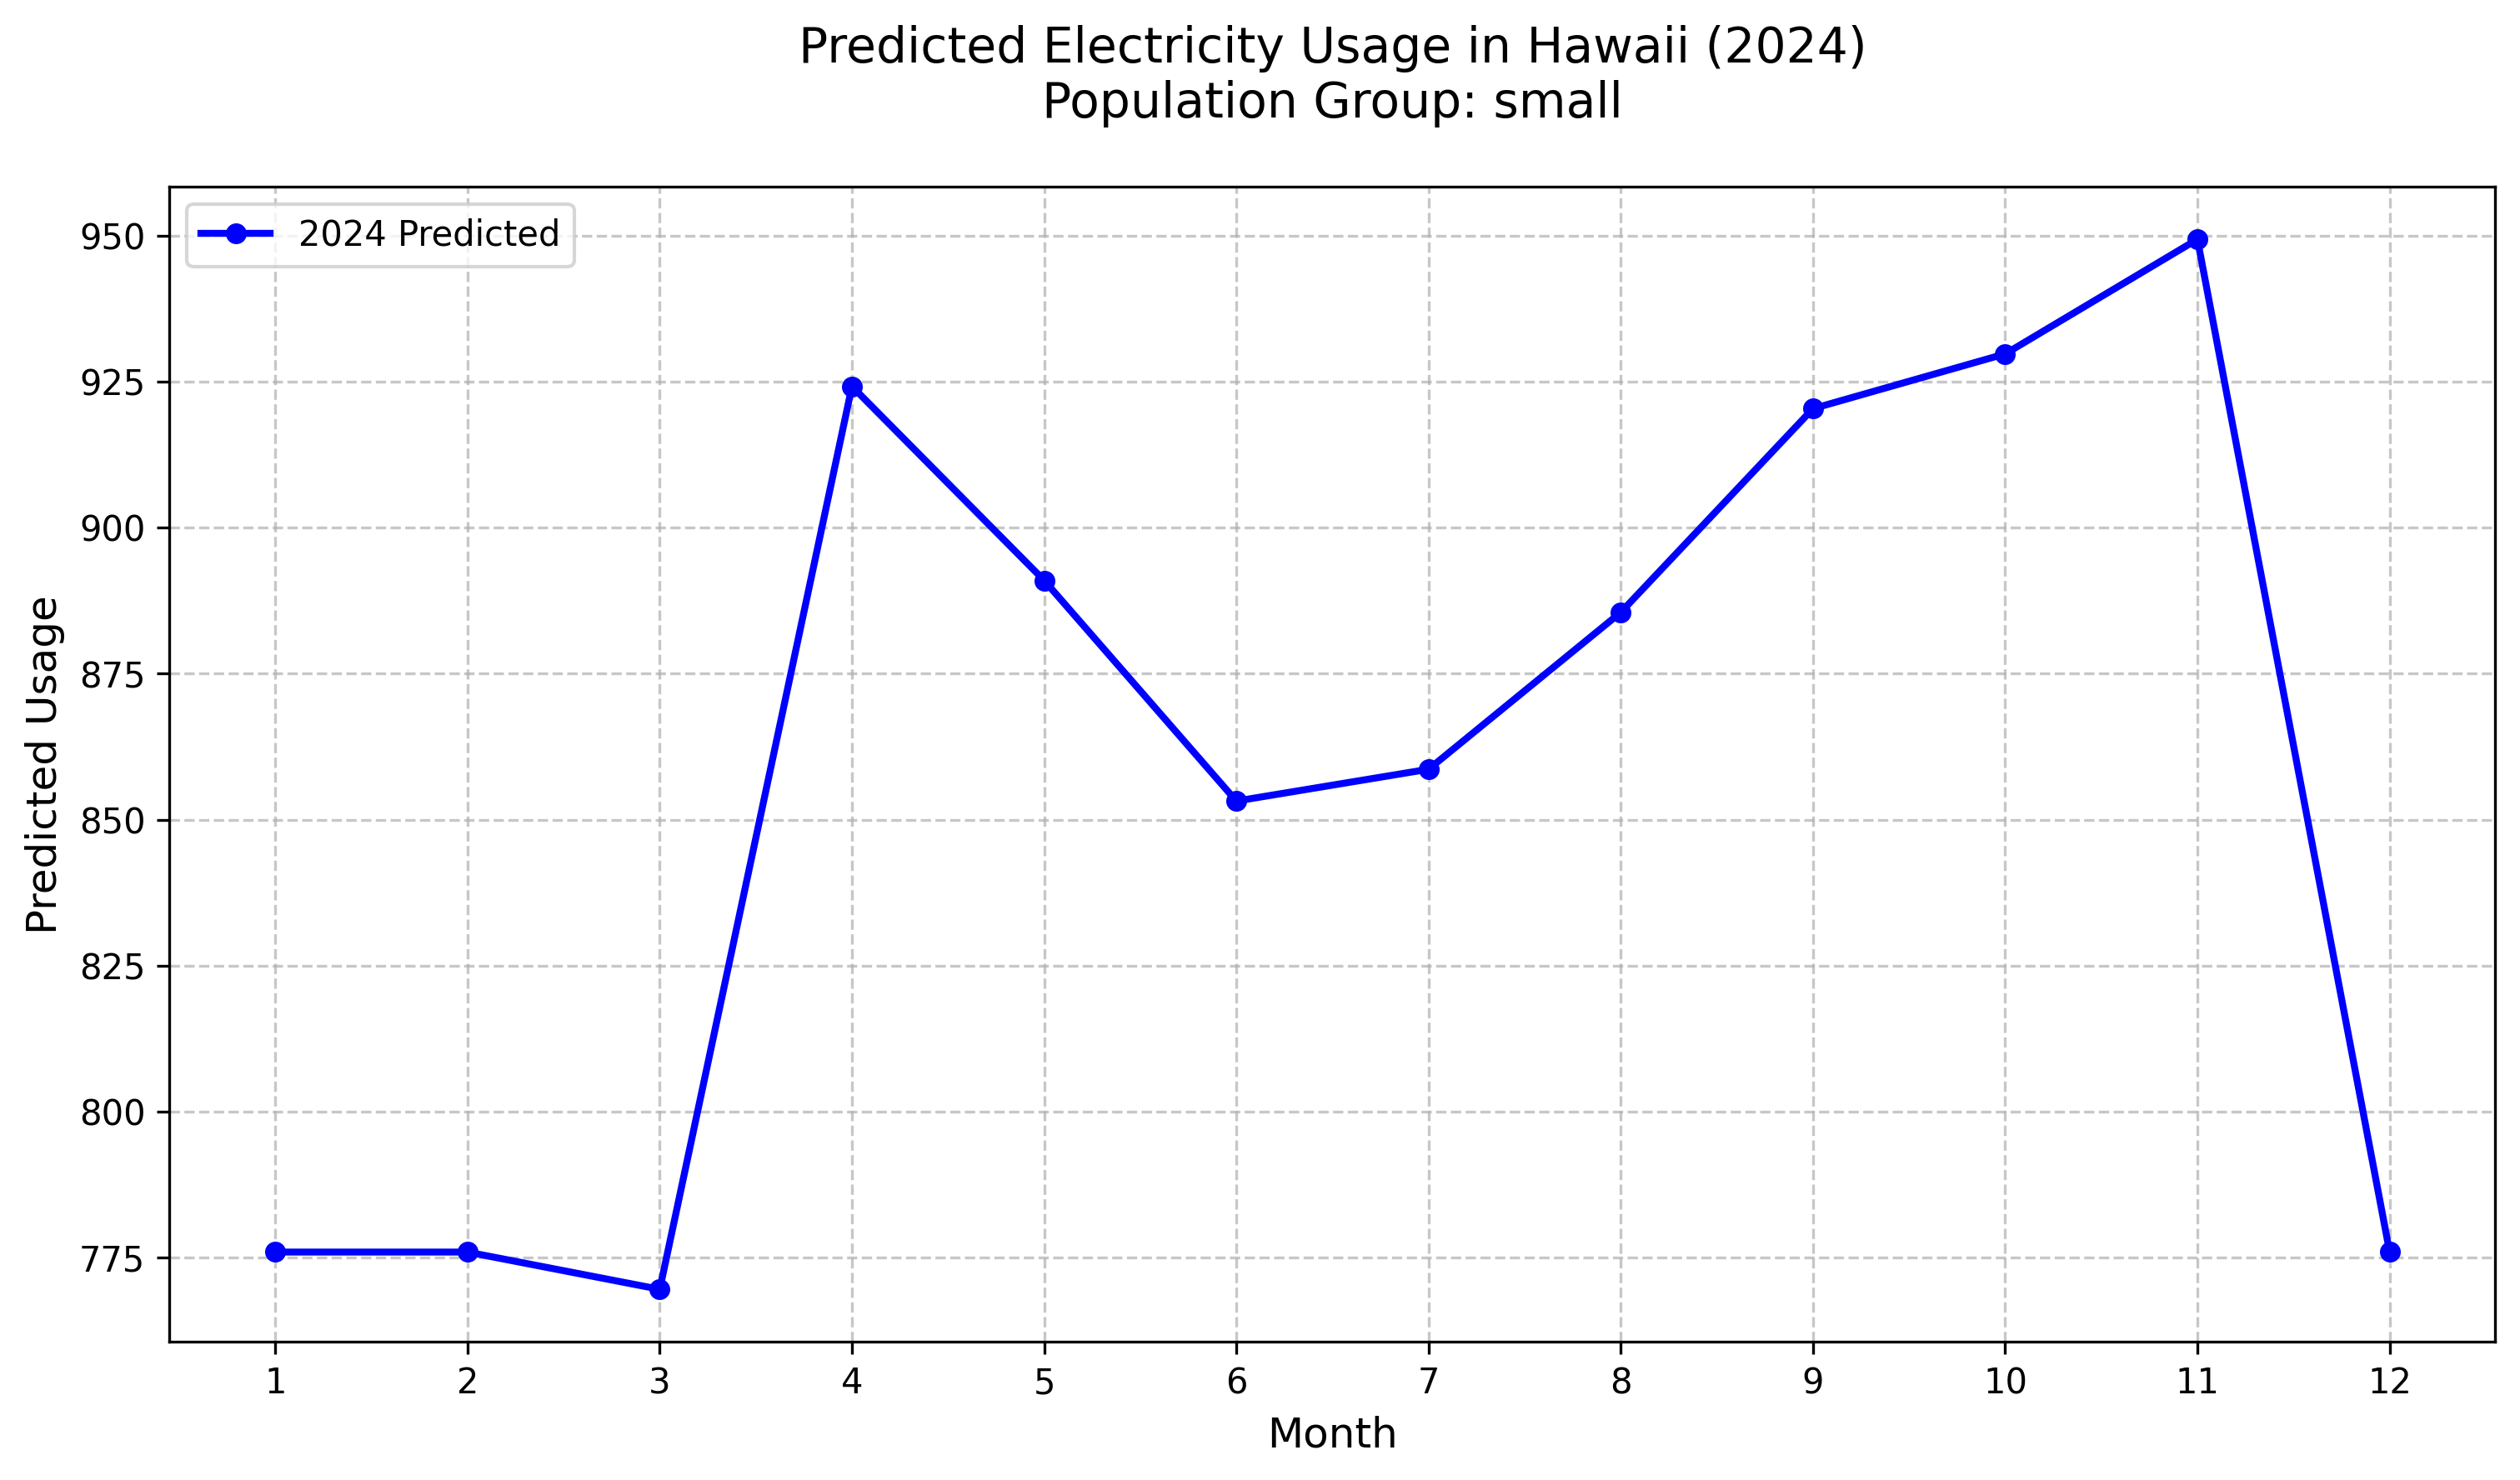 Predicted Electricity Usage in Hawaii (2024)
Population Group: small
2024 Predicted
Predicted Usage
950
925
900
875
850
825
800
775
1 2 3 4 5 6 7 8 9 10 11 12
Month